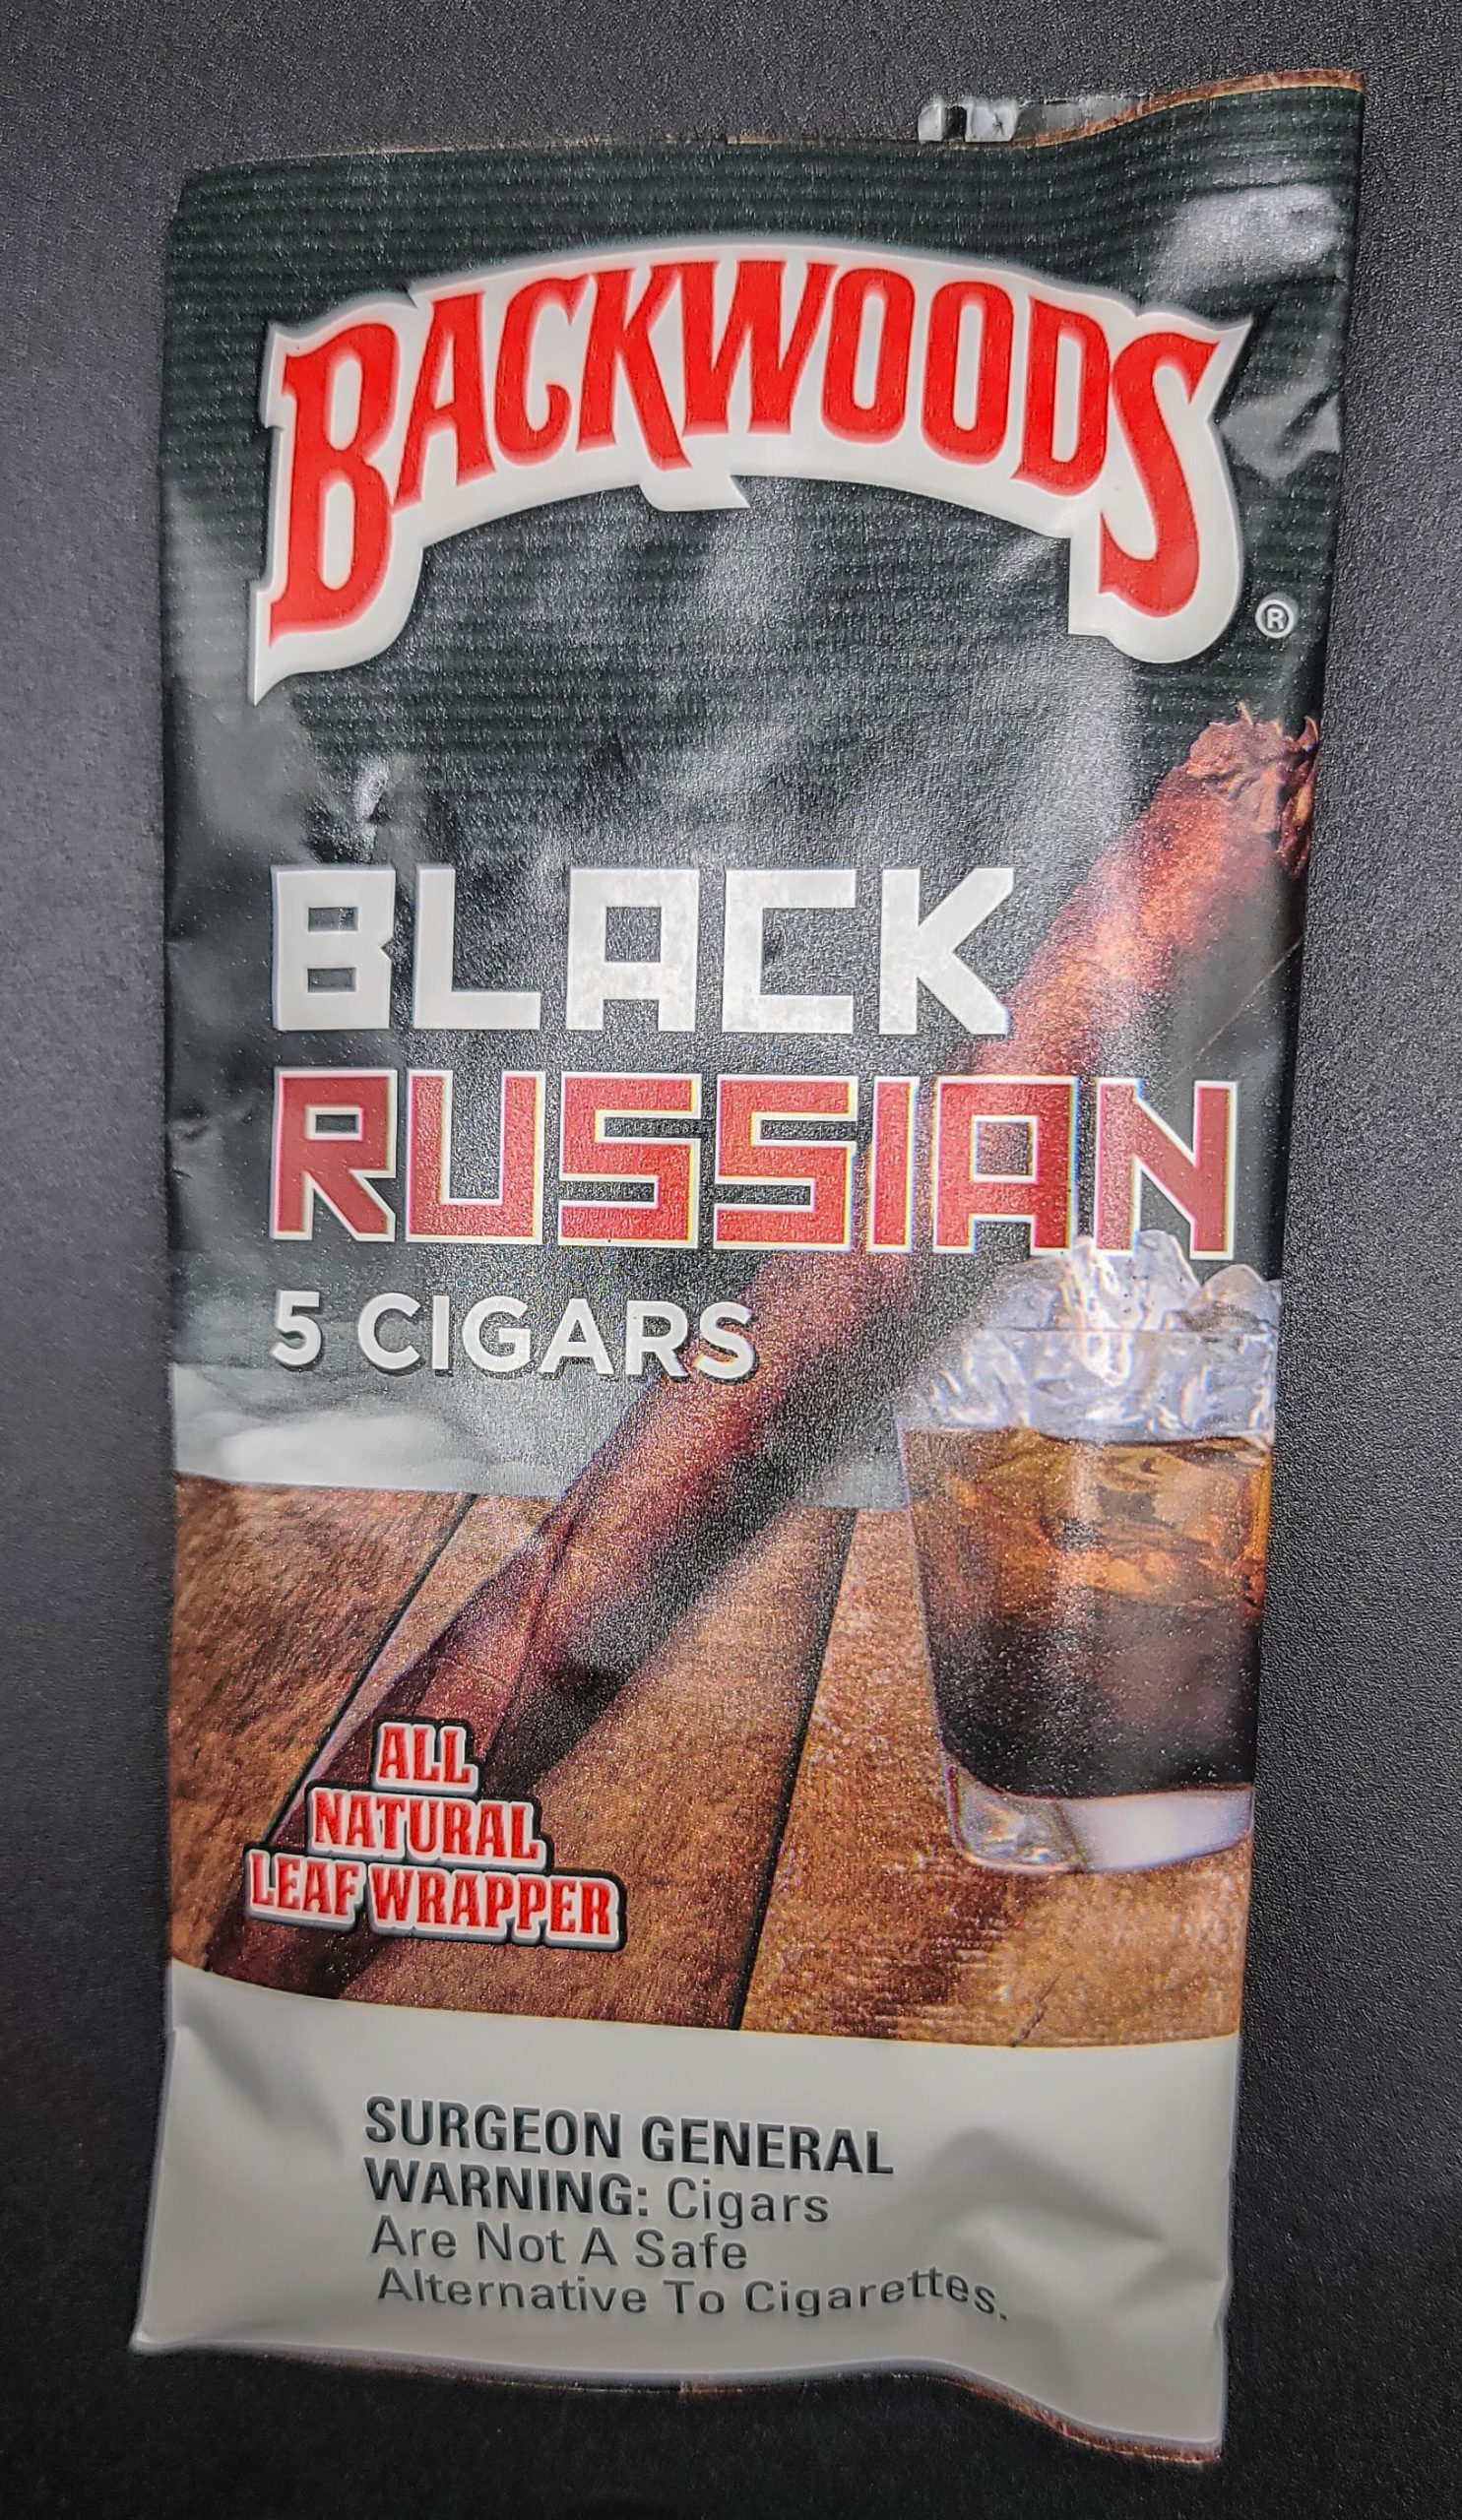 BACKWOODS®
BLACK
RUSSIAN
5 CIGARS
ALL
NATURAL
LEAF WRAPPER
SURGEON GENERAL
WARNING: Cigars
Are Not A Safe
Alternative To Cigarettes.